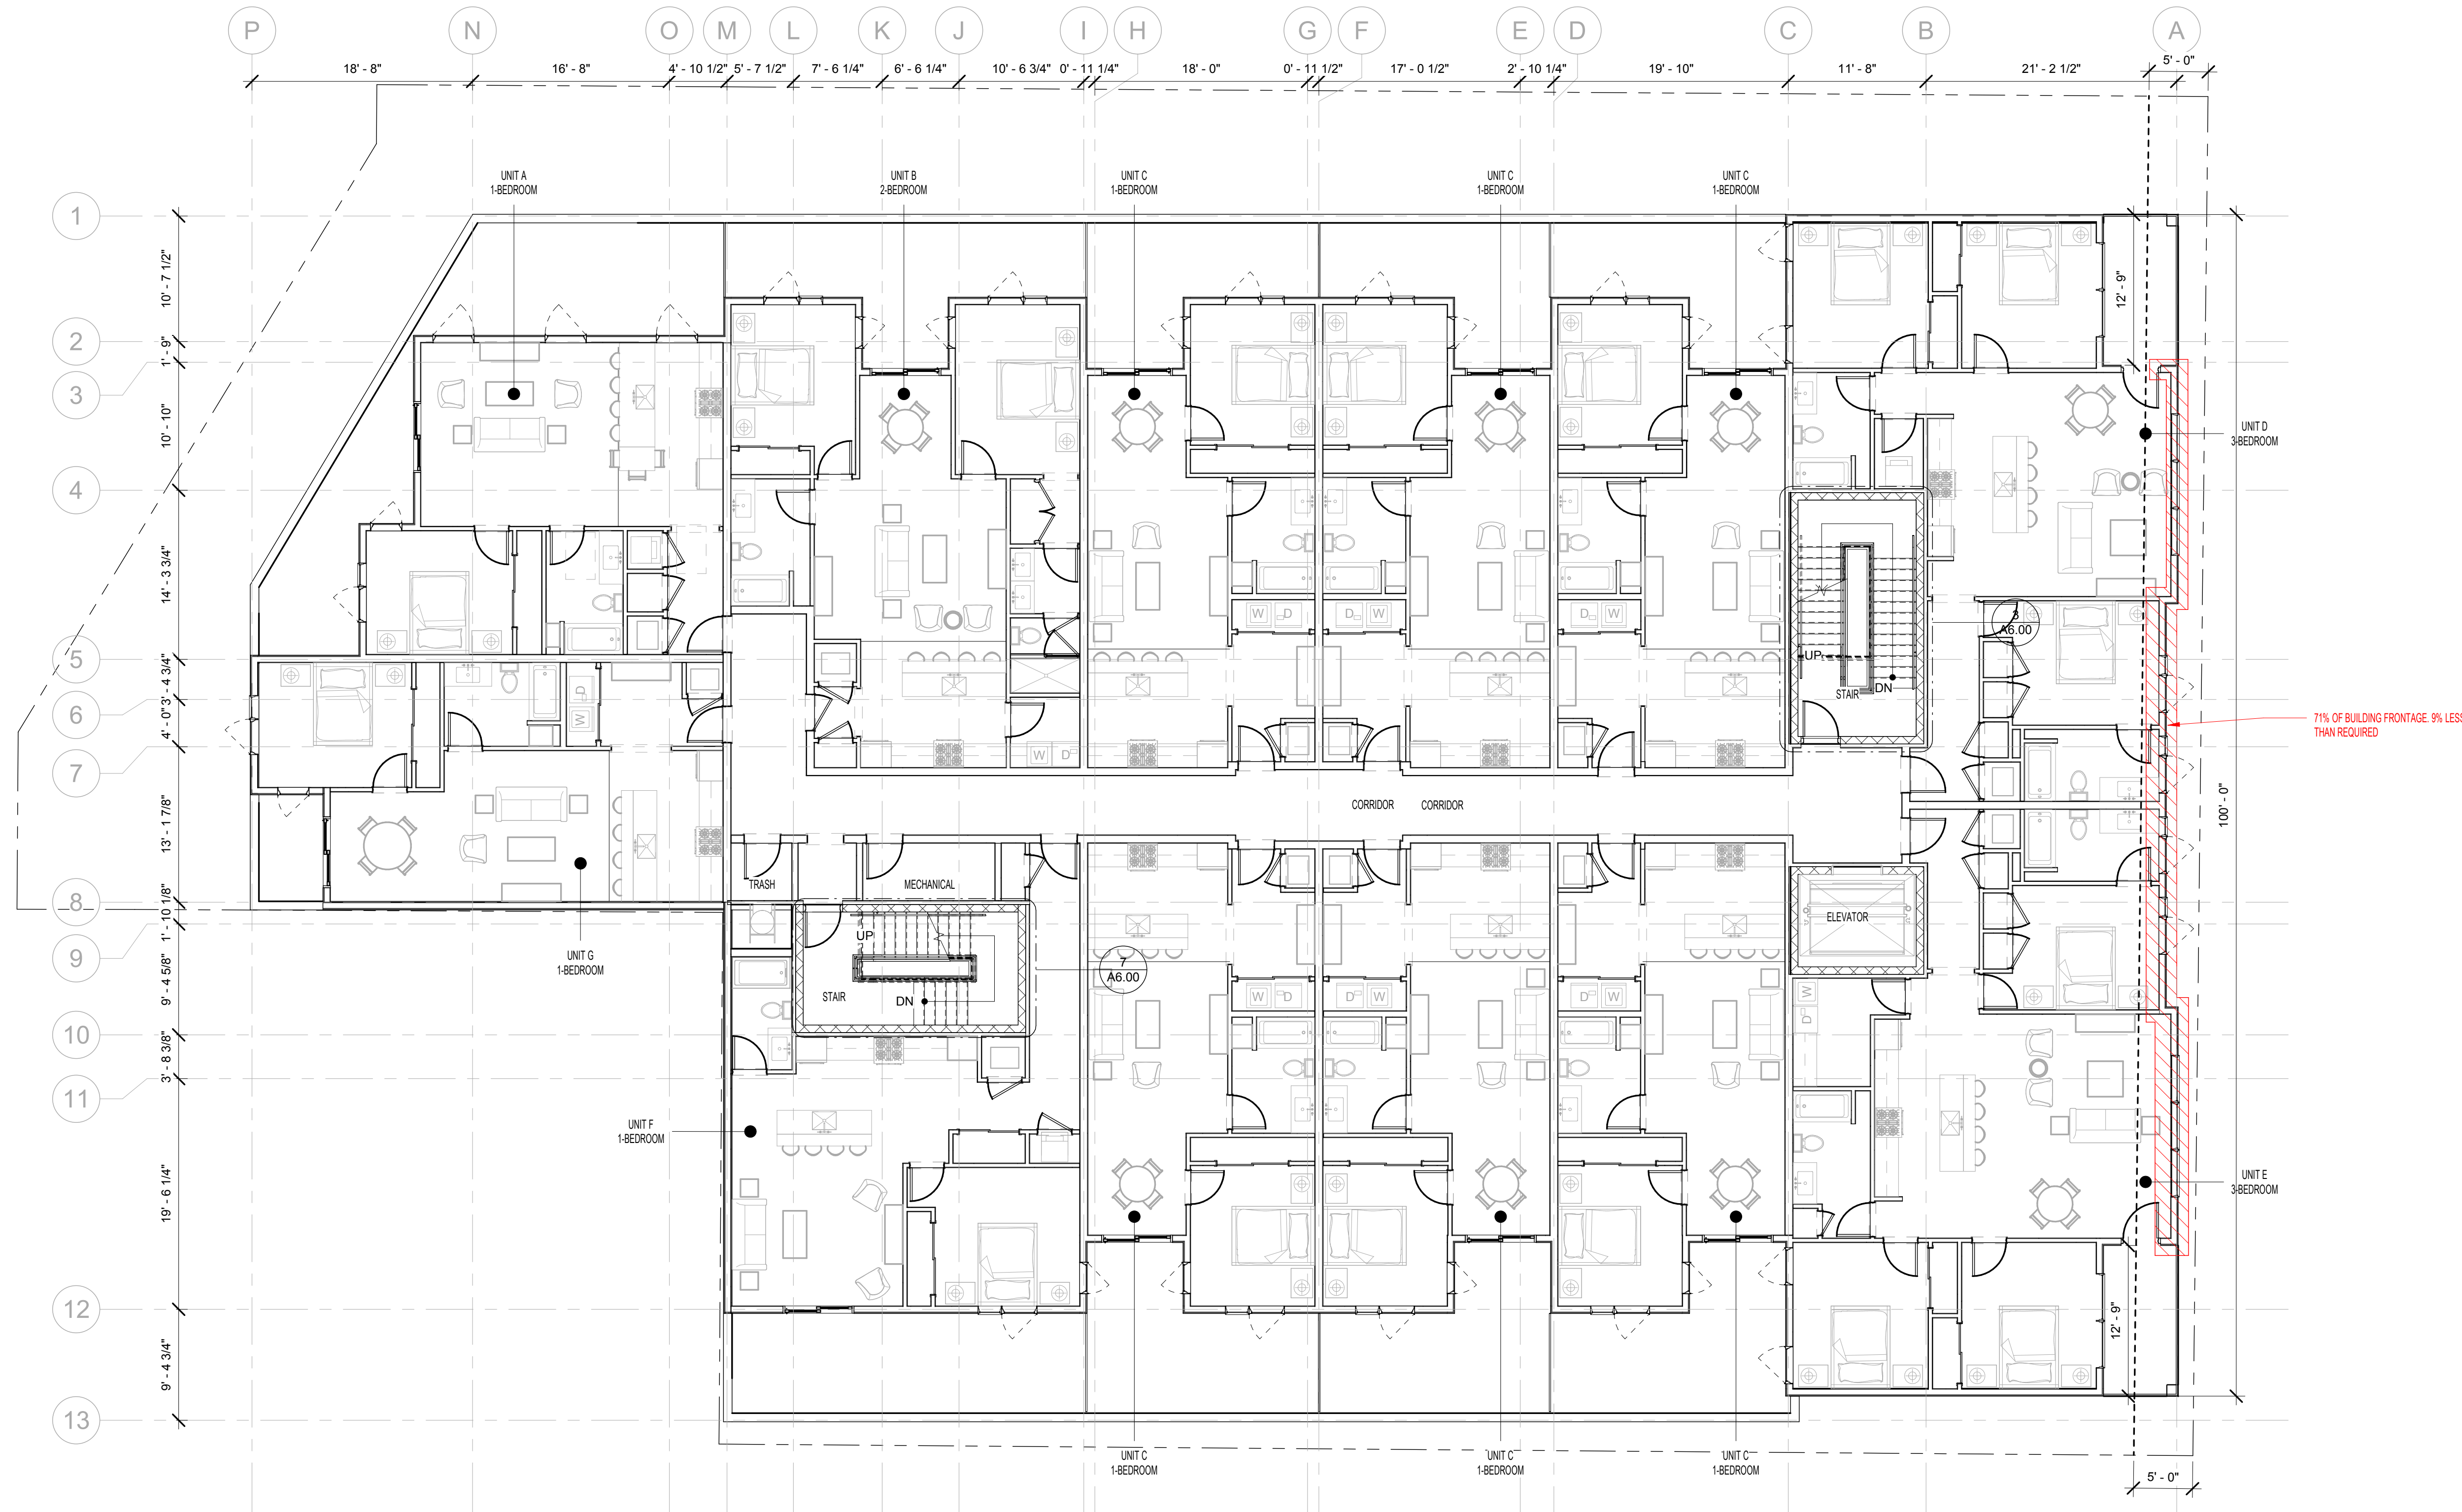 P N O M L K J I H G F E D C B A
18' - 8" 16' - 8" 4' - 10 1/2" 5' - 7 1/2" 7' - 6 1/4" 6' - 6 1/4" 10' - 6 3/4" 0' - 11 1/4" 18' - 0" 0' - 11 1/2" 17' - 0 1/2" 2' - 10 1/4" 19' - 10" 11' - 8" 21' - 2 1/2" 5' - 0"
UNIT A
1-BEDROOM
UNIT B
2-BEDROOM
UNIT C
1-BEDROOM
UNIT C
1-BEDROOM
UNIT C
1-BEDROOM
1
10' - 7 1/2"
12' - 9"
2
1' - 9"
3
10' - 10"
UNIT D
3-BEDROOM
4
14' - 3 3/4"
W D
D W
D W
3
A6.00
5
UP
3' - 4 3/4"
D
W
STAIR
DN
6
4' - 0"
71% OF BUILDING FRONTAGE. 9% LESS
THAN REQUIRED
7
W D
CORRIDOR CORRIDOR
100' - 0"
13' - 1 7/8"
TRASH
MECHANICAL
8
1' - 10 1/8"
ELEVATOR
UP
9
UNIT G
1-BEDROOM
7
A6.00
9' - 4 5/8"
STAIR
DN
W D
D W
D W
W
D
10
3' - 8 3/8"
11
UNIT F
1-BEDROOM
19' - 6 1/4"
UNIT E
3-BEDROOM
12
12' - 9"
9' - 4 3/4"
13
UNIT C
1-BEDROOM
UNIT C
1-BEDROOM
UNIT C
1-BEDROOM
5' - 0"